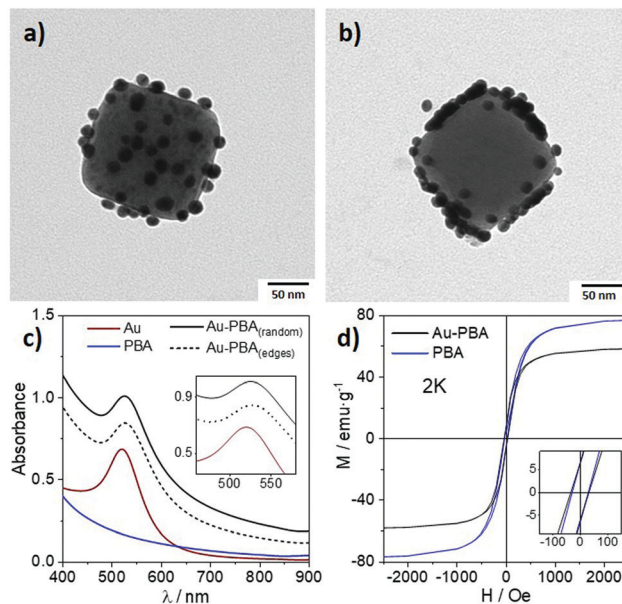 a)
50 nm
b)
50 nm
c)
1.5
1.0
0.5
0.0
Absorbance
Au
PBA
Au-PBA(random)
Au-PBA(edges)
0.9
0.5
500 550
400 500 600 700 800 900
λ / nm
d)
80
40
0
-40
-80
M / emu·g⁻¹
Au-PBA
PBA
2K
5
0
-5
-100 0 100
-2000 -1000 0 1000 2000
H / Oe